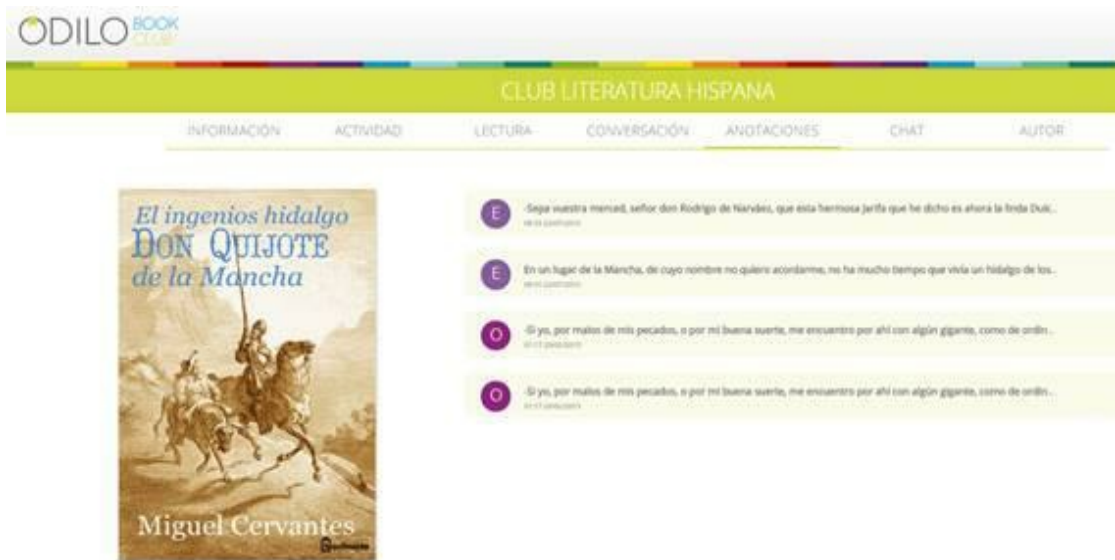 ODILO BOOK CLUB
CLUB LITERATURA HISPANA
INFORMACIÓN ACTIVIDAD LECTURA CONVERSACIÓN ANOTACIONES CHAT AUTOR
El ingenios hidalgo
DON QUIJOTE
de la Mancha
Miguel Cervantes
E
-Sepa vuestra merced, señor don Rodrigo de Narváez, que esta hermosa Jarifa que he dicho es ahora la linda Dulc...
E
En un lugar de la Mancha, de cuyo nombre no quiero acordarme, no ha mucho tiempo que vivía un hidalgo de los...
O
-Si yo, por malos de mis pecados, o por mi buena suerte, me encuentro por ahí con algún gigante, como de ordin...
O
-Si yo, por malos de mis pecados, o por mi buena suerte, me encuentro por ahí con algún gigante, como de ordin...